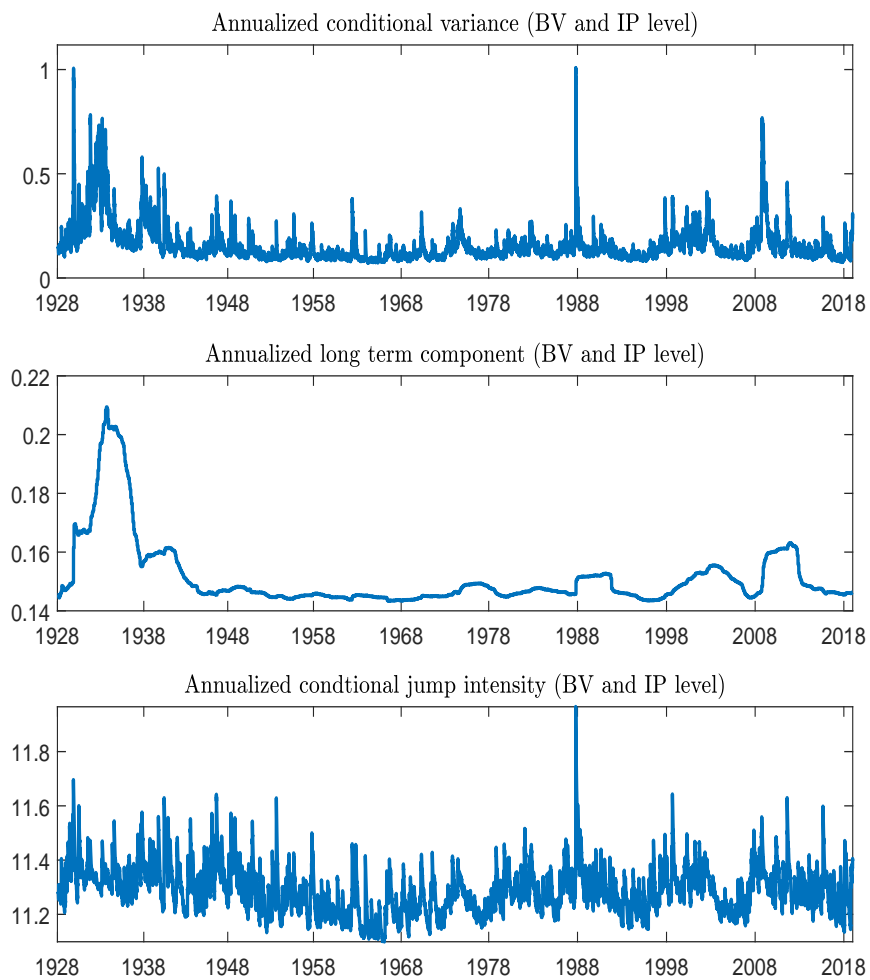 Annualized conditional variance (BV and IP level)
1
0.5
0
1928 1938 1948 1958 1968 1978 1988 1998 2008 2018
Annualized long term component (BV and IP level)
0.22
0.2
0.18
0.16
0.14
1928 1938 1948 1958 1968 1978 1988 1998 2008 2018
Annualized condtional jump intensity (BV and IP level)
11.8
11.6
11.4
11.2
1928 1938 1948 1958 1968 1978 1988 1998 2008 2018